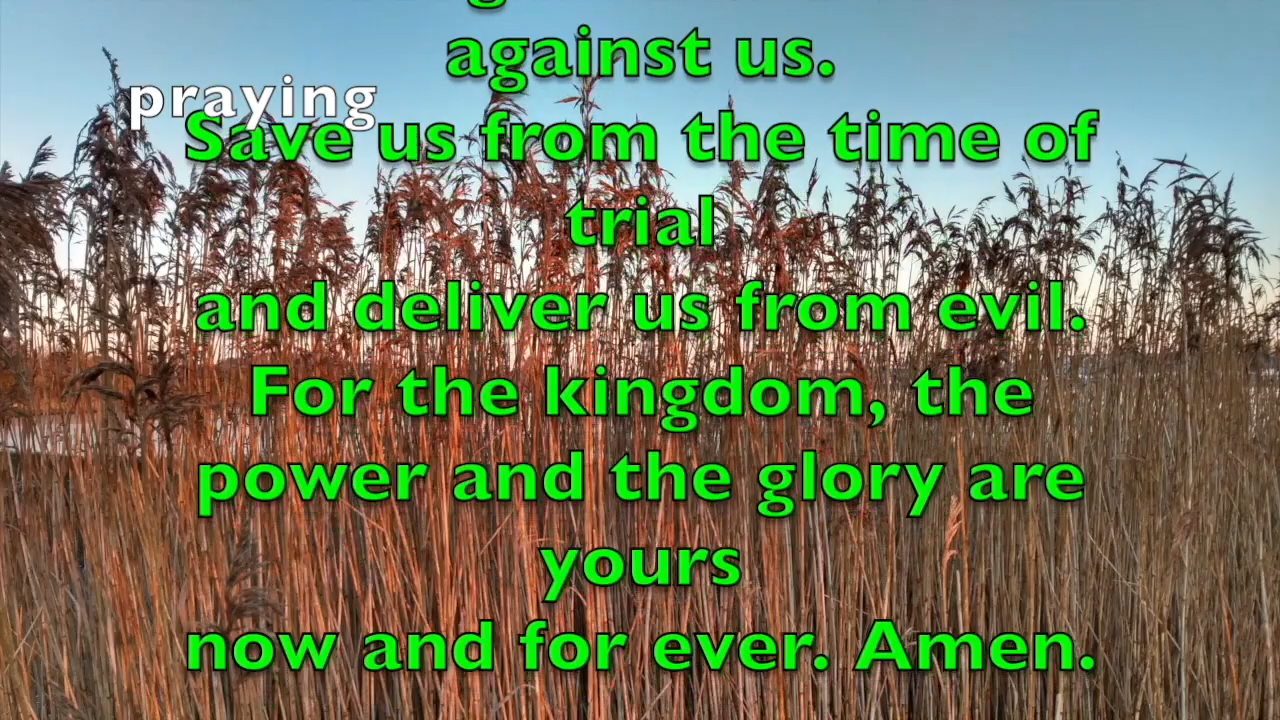 against us.
praying
Save us from the time of
trial
and deliver us from evil.
For the kingdom, the
power and the glory are
yours
now and for ever. Amen.